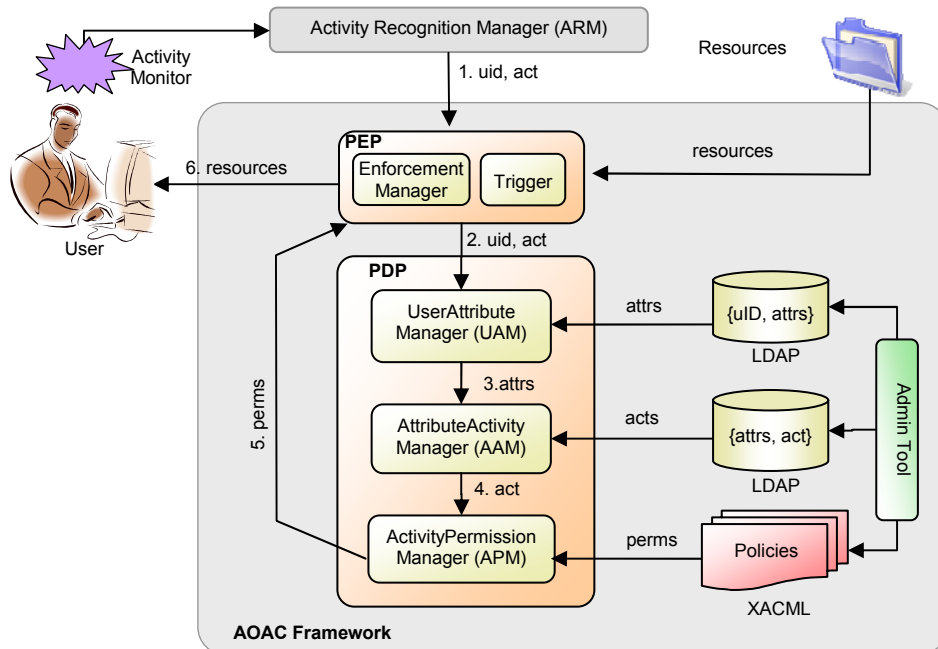 Activity Recognition Manager (ARM)
Activity
Monitor
Resources
1. uid, act
PEP
Enforcement
Manager
Trigger
resources
6. resources
User
2. uid, act
PDP
UserAttribute
Manager (UAM)
attrs
{uID, attrs}
LDAP
3.attrs
AttributeActivity
Manager (AAM)
acts
{attrs, act}
LDAP
Admin Tool
5. perms
4. act
ActivityPermission
Manager (APM)
perms
Policies
XACML
AOAC Framework